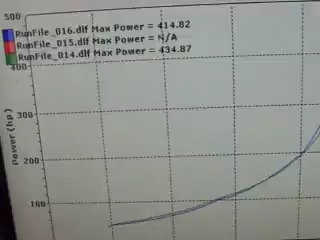 500
RunFile_016.dlf Max Power = 414.82
RunFile_015.dlf Max Power = N/A
RunFile_014.dlf Max Power = 434.87
400
300
Power (hp)
200
100